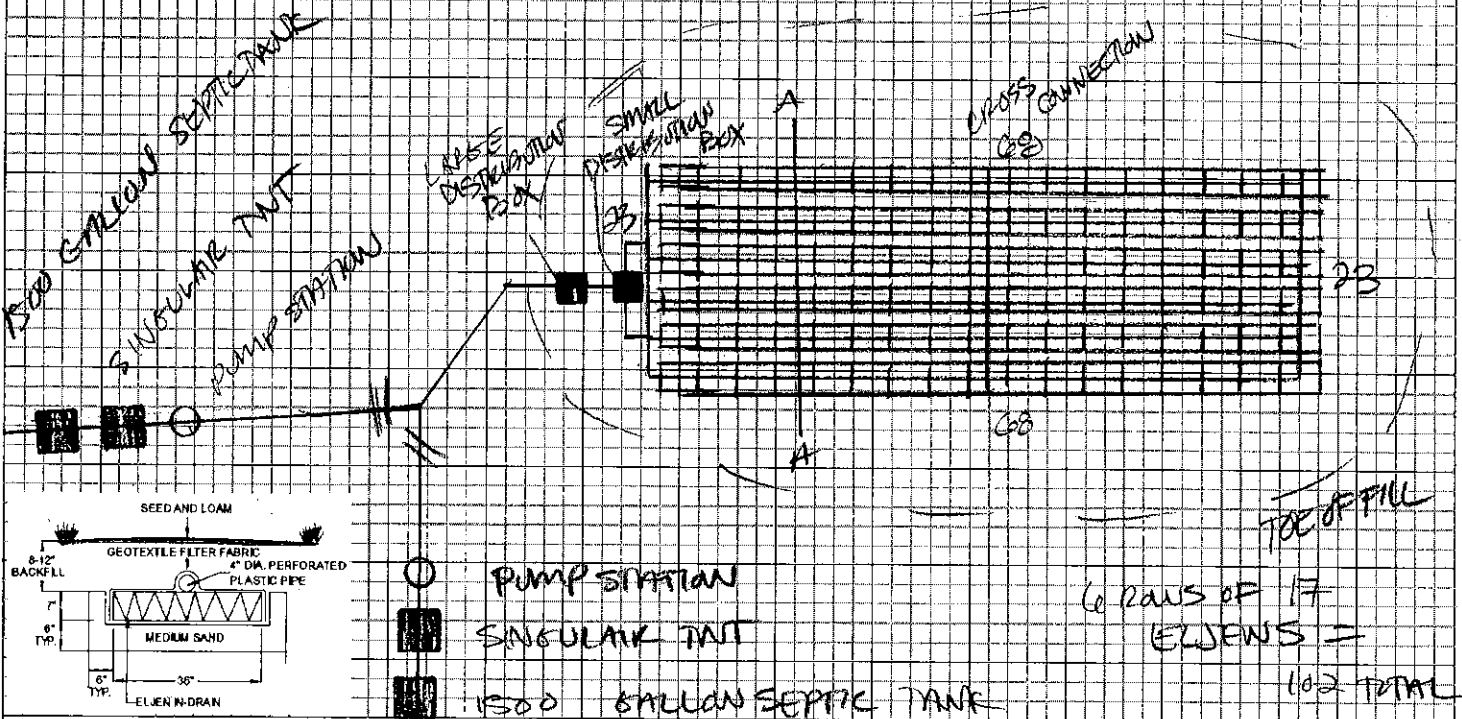 1500 GALLON SEPTIC TANK
SINGULAIR TNT
PUMP STATION
LARGE
DISTRIBUTION
BOX
SMALL
DISTRIBUTION
BOX
23
A
CROSS CONNECTION
68
23
A
68
TOE OF FILL
SEED AND LOAM
GEOTEXTILE FILTER FABRIC
8-12"
BACKFILL
4" DIA. PERFORATED
PLASTIC PIPE
7"
6"
TYP.
MEDIUM SAND
6"
TYP.
36"
ELJEN IN-DRAIN
PUMP STATION
SINGULAIR TNT
1500 GALLON SEPTIC TANK
6 ROWS OF 17
ELJENS =
102 TOTAL